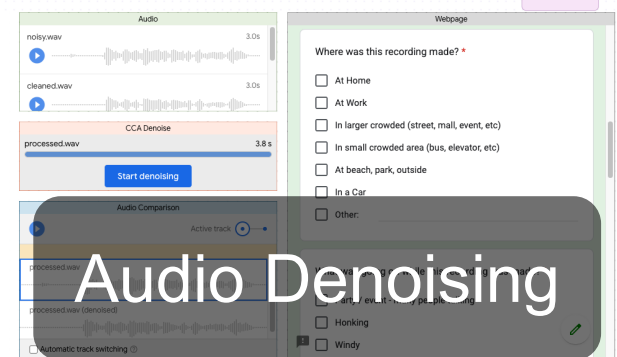 Audio
noisy.wav 3.0s
cleaned.wav 3.0s
CCA Denoise
processed.wav 3.8 s
Start denoising
Audio Comparison
Active track
processed.wav
processed.wav (denoised)
Automatic track switching
Webpage
Where was this recording made? *
At Home
At Work
In larger crowded (street, mall, event, etc)
In small crowded area (bus, elevator, etc)
At beach, park, outside
In a Car
Other:
Honking
Windy
Audio Denoising